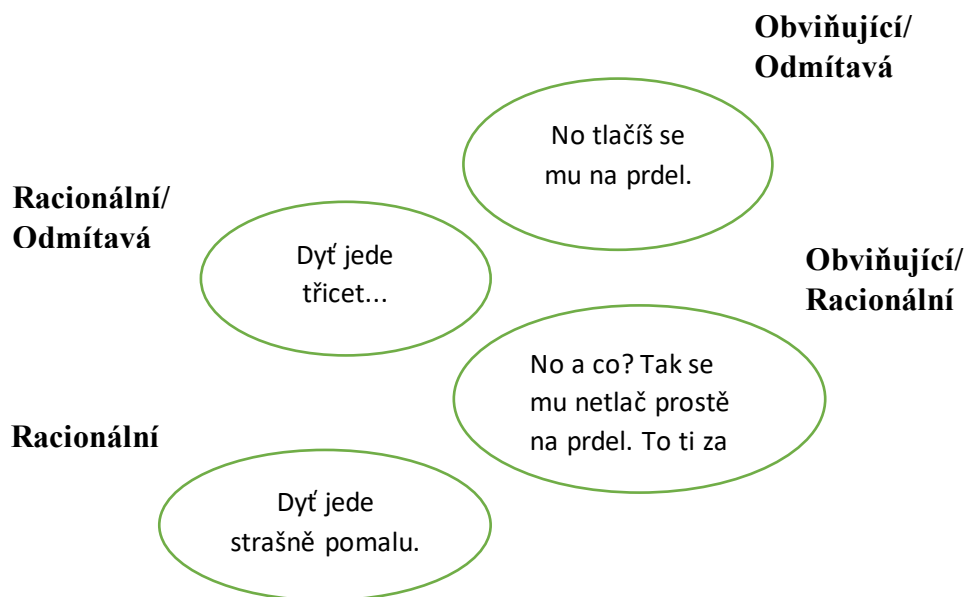 Obviňující/
Odmítavá
No tlačíš se
mu na prdel.
Racionální/
Odmítavá
Dyť jede
třicet...
Obviňující/
Racionální
No a co? Tak se
mu netlač prostě
na prdel. To ti za
Racionální
Dyť jede
strašně pomalu.